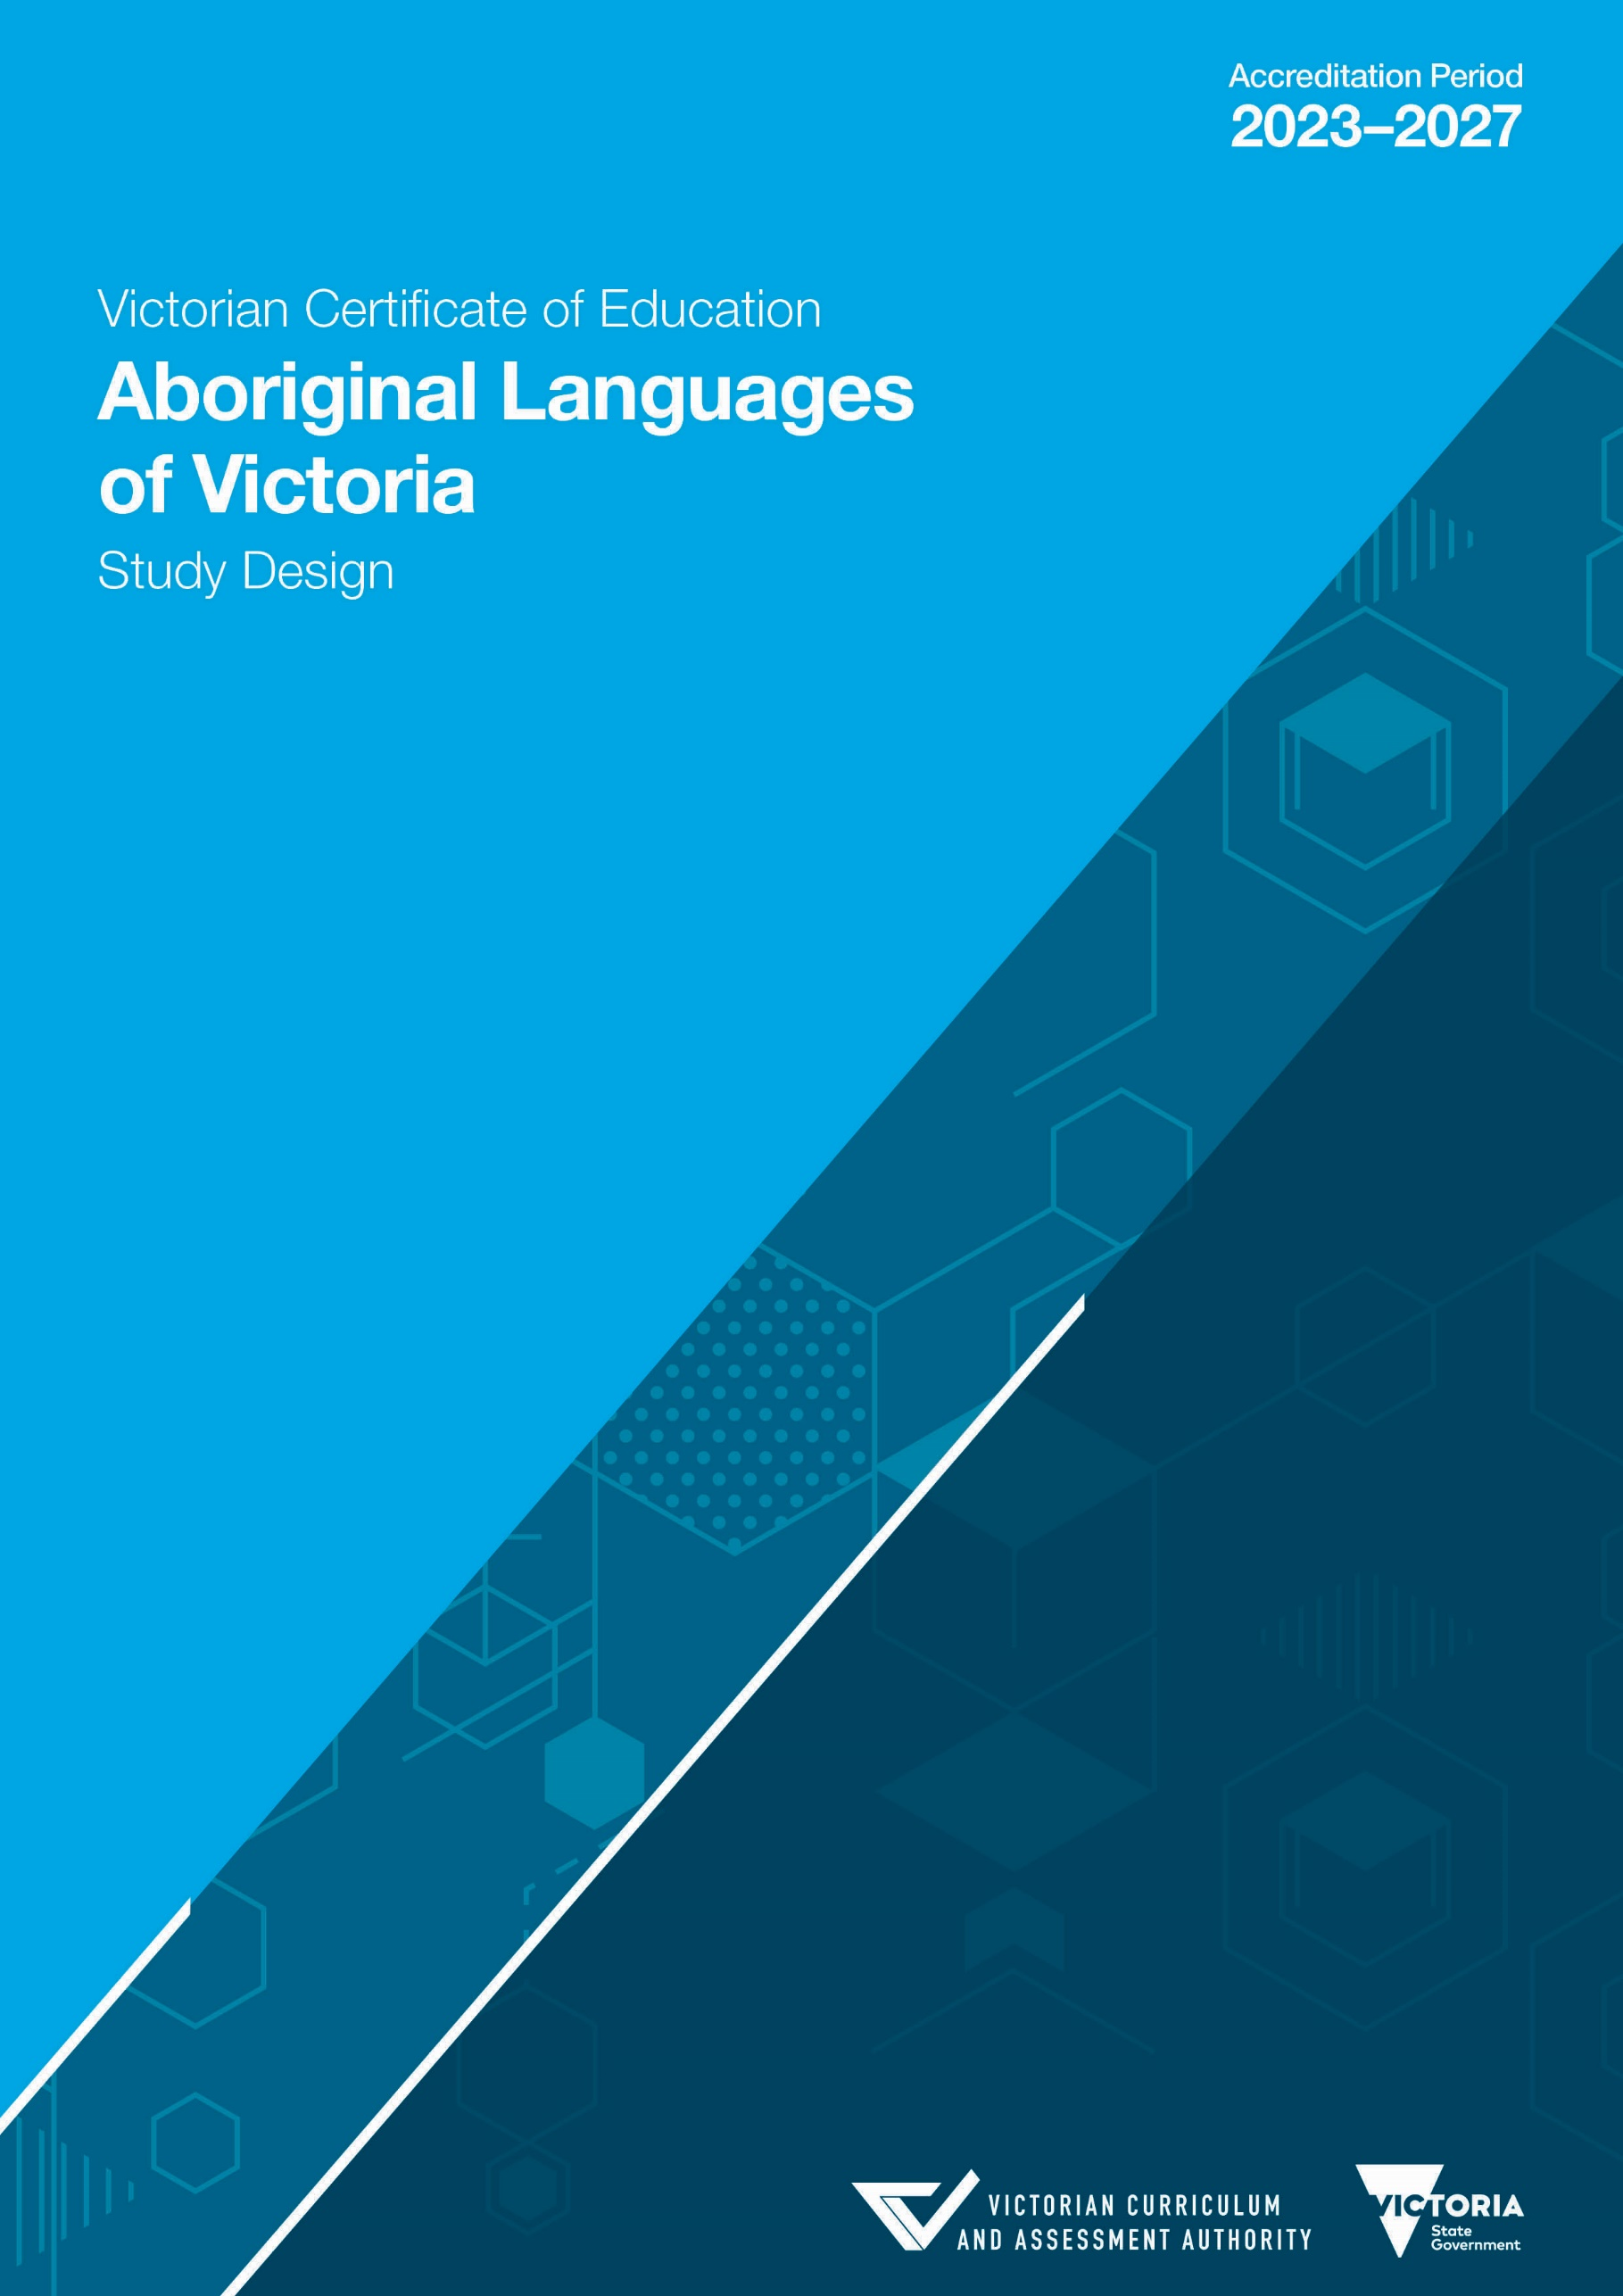 Accreditation Period
2023–2027
Victorian Certificate of Education
Aboriginal Languages
of Victoria
Study Design
VICTORIAN CURRICULUM
AND ASSESSMENT AUTHORITY
VICTORIA
State
Government